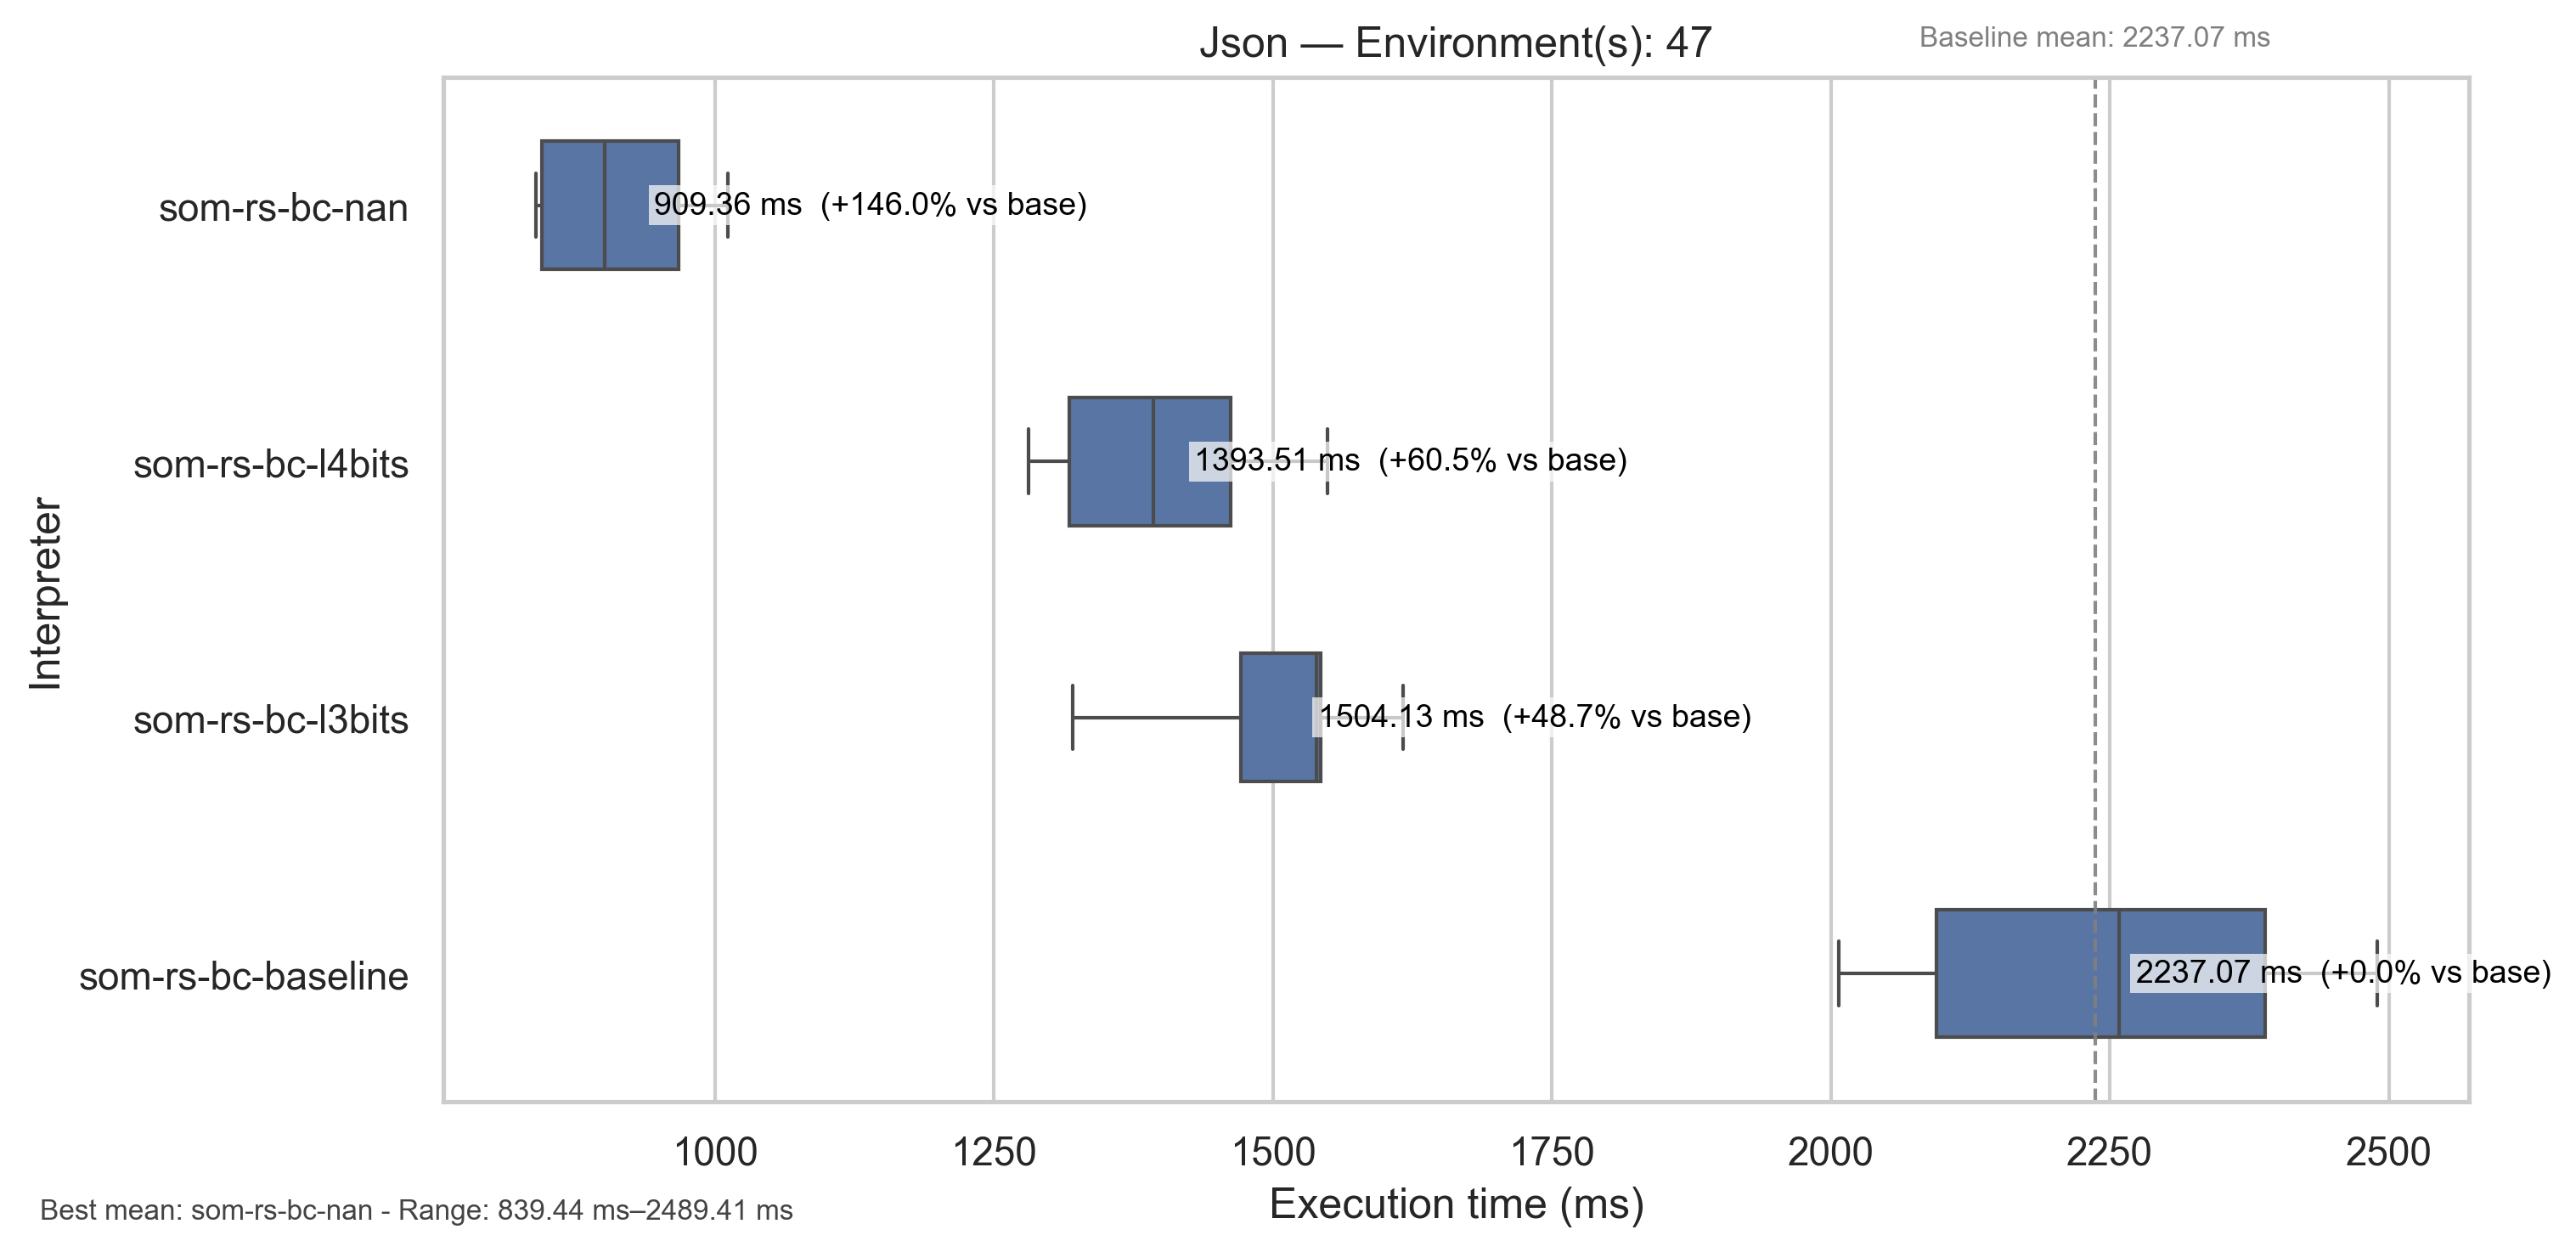 Json — Environment(s): 47
Baseline mean: 2237.07 ms
Interpreter
som-rs-bc-nan
909.36 ms (+146.0% vs base)
som-rs-bc-l4bits
1393.51 ms (+60.5% vs base)
som-rs-bc-l3bits
1504.13 ms (+48.7% vs base)
som-rs-bc-baseline
2237.07 ms (+0.0% vs base)
1000 1250 1500 1750 2000 2250 2500
Execution time (ms)
Best mean: som-rs-bc-nan - Range: 839.44 ms–2489.41 ms